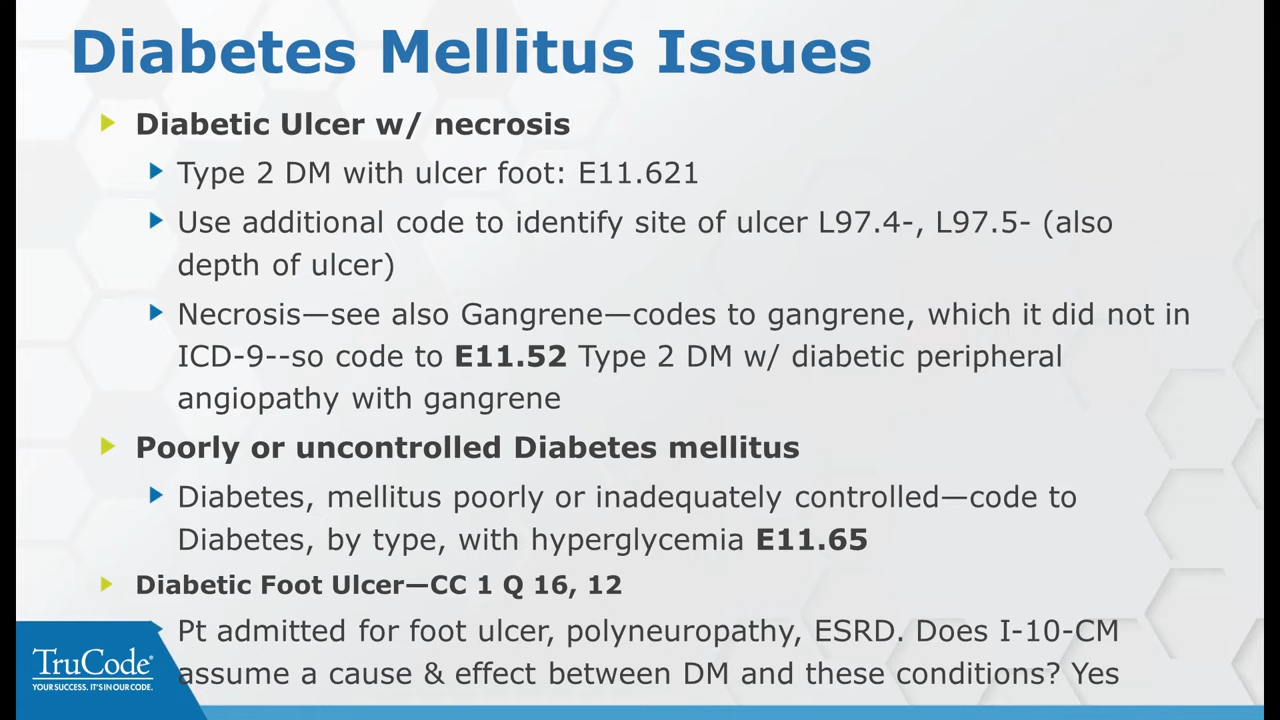 Diabetes Mellitus Issues
Diabetic Ulcer w/ necrosis
Type 2 DM with ulcer foot: E11.621
Use additional code to identify site of ulcer L97.4-, L97.5- (also
depth of ulcer)
Necrosis—see also Gangrene—codes to gangrene, which it did not in
ICD-9--so code to E11.52 Type 2 DM w/ diabetic peripheral
angiopathy with gangrene
Poorly or uncontrolled Diabetes mellitus
Diabetes, mellitus poorly or inadequately controlled—code to
Diabetes, by type, with hyperglycemia E11.65
Diabetic Foot Ulcer—CC 1 Q 16, 12
Pt admitted for foot ulcer, polyneuropathy, ESRD. Does I-10-CM
assume a cause & effect between DM and these conditions? Yes
TruCode®
YOUR SUCCESS. IT'S IN OUR CODE.